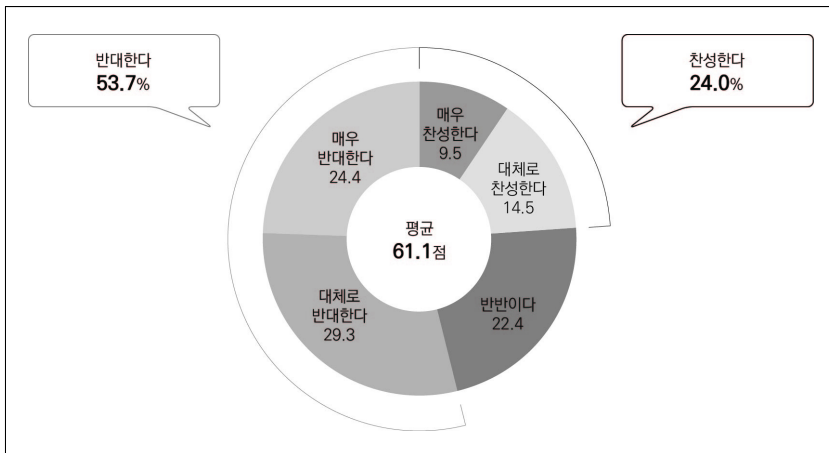 반대한다
53.7%
찬성한다
24.0%
매우
찬성한다
9.5
대체로
찬성한다
14.5
반반이다
22.4
대체로
반대한다
29.3
매우
반대한다
24.4
평균
61.1점